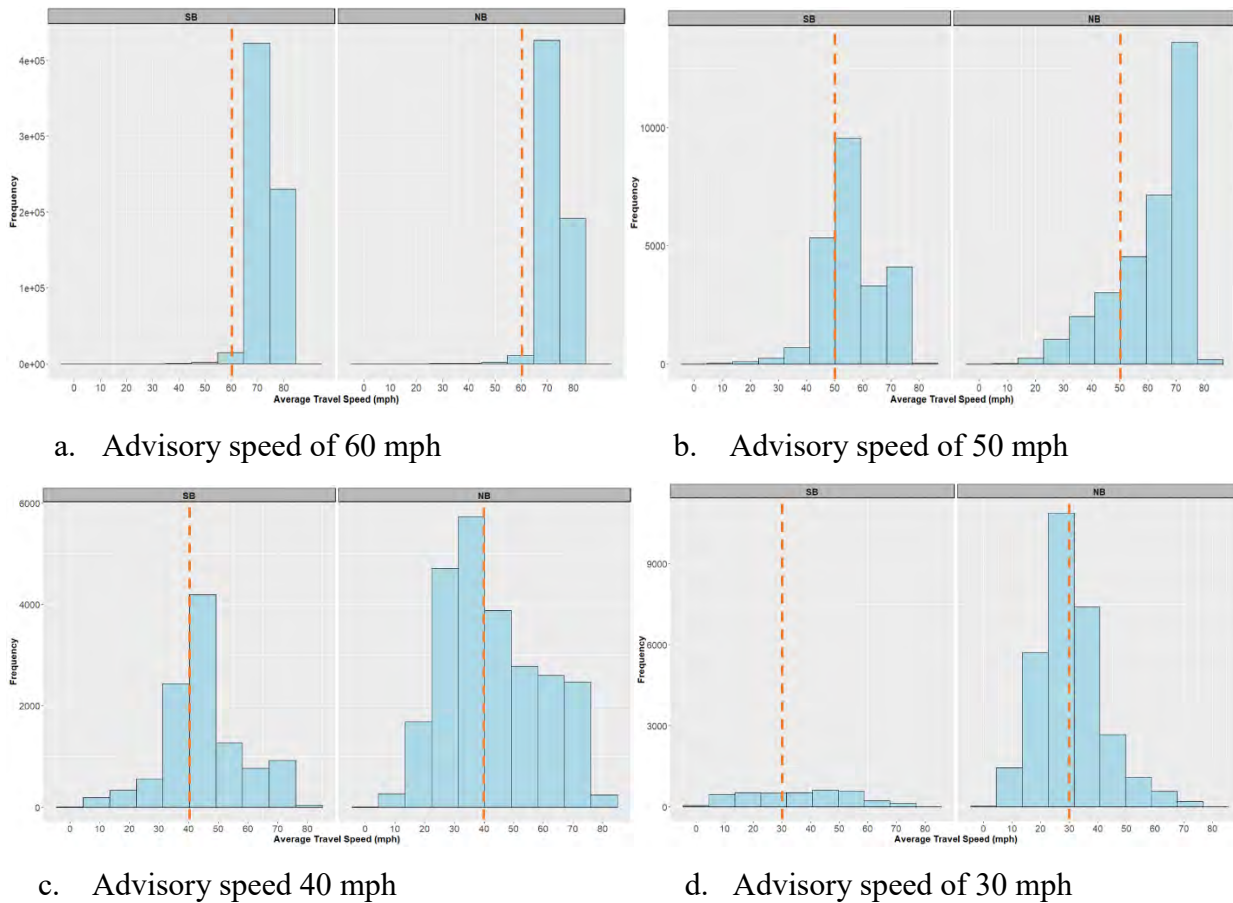 SB NB
4e+05
3e+05
2e+05
1e+05
0e+00
Frequency
0 10 20 30 40 50 60 70 80 0 10 20 30 40 50 60 70 80
Average Travel Speed (mph)
a. Advisory speed of 60 mph
SB NB
10000
5000
0
Frequency
0 10 20 30 40 50 60 70 80 0 10 20 30 40 50 60 70 80
Average Travel Speed (mph)
b. Advisory speed of 50 mph
SB NB
6000
4000
2000
0
Frequency
0 10 20 30 40 50 60 70 80 0 10 20 30 40 50 60 70 80
Average Travel Speed (mph)
c. Advisory speed 40 mph
SB NB
9000
6000
3000
0
Frequency
0 10 20 30 40 50 60 70 80 0 10 20 30 40 50 60 70 80
Average Travel Speed (mph)
d. Advisory speed of 30 mph